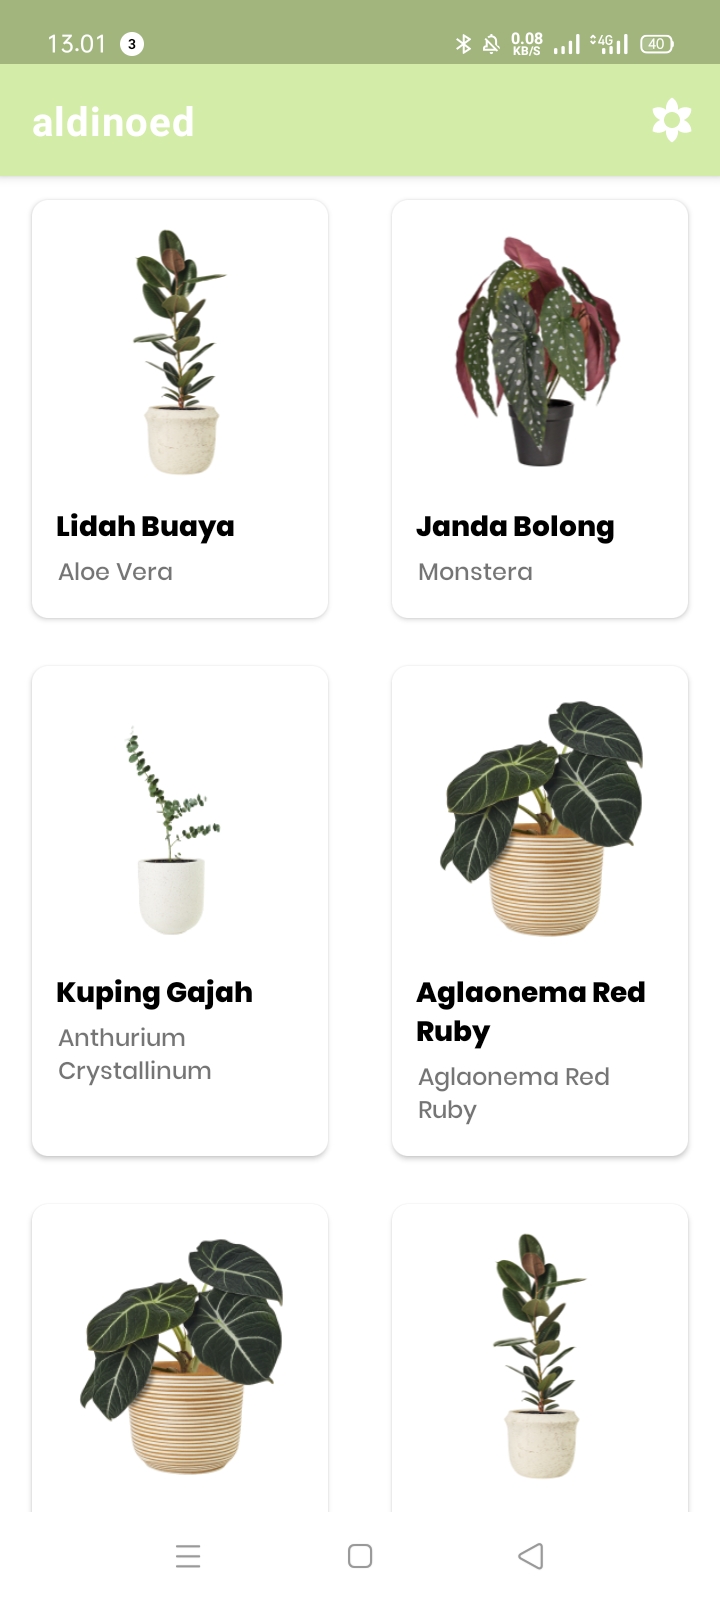 13.01 3 0.08 KB/S 4G 40
aldinoed
Lidah Buaya
Aloe Vera
Janda Bolong
Monstera
Kuping Gajah
Anthurium
Crystallinum
Aglaonema Red
Ruby
Aglaonema Red
Ruby